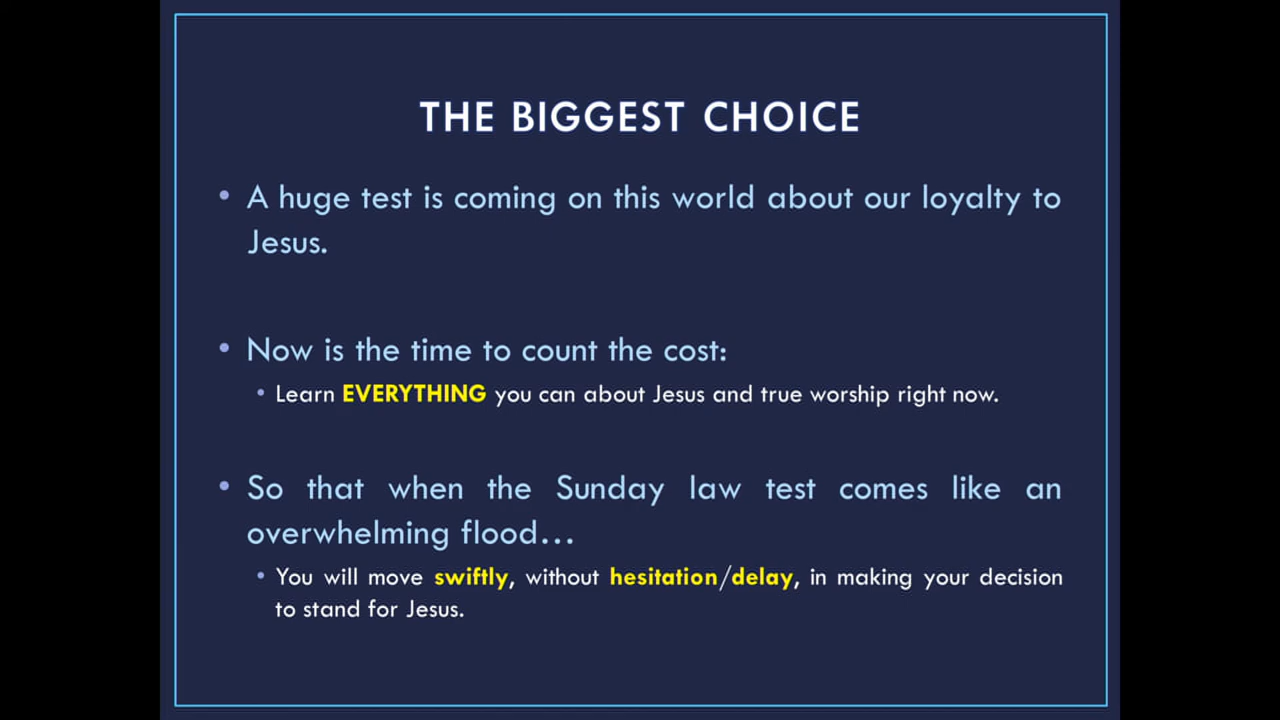 THE BIGGEST CHOICE
• A huge test is coming on this world about our loyalty to
Jesus.
• Now is the time to count the cost:
• Learn EVERYTHING you can about Jesus and true worship right now.
• So that when the Sunday law test comes like an
overwhelming flood…
• You will move swiftly, without hesitation/delay, in making your decision
to stand for Jesus.